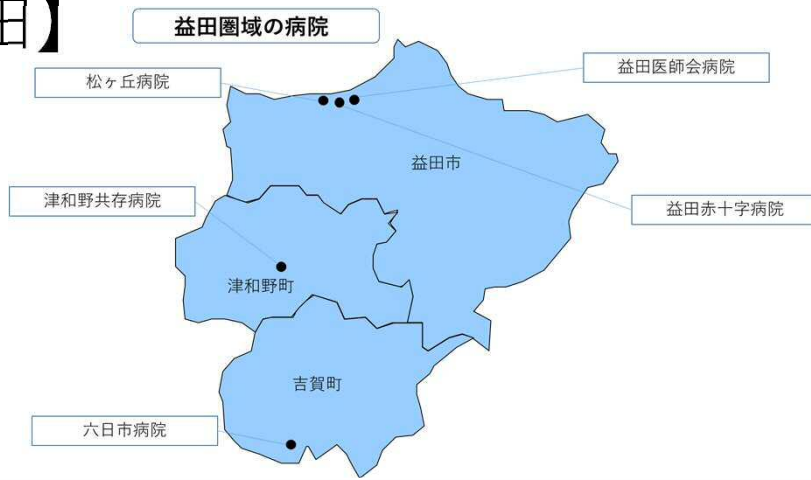 田】
益田圏域の病院
松ヶ丘病院
益田医師会病院
益田市
津和野共存病院
益田赤十字病院
津和野町
吉賀町
六日市病院